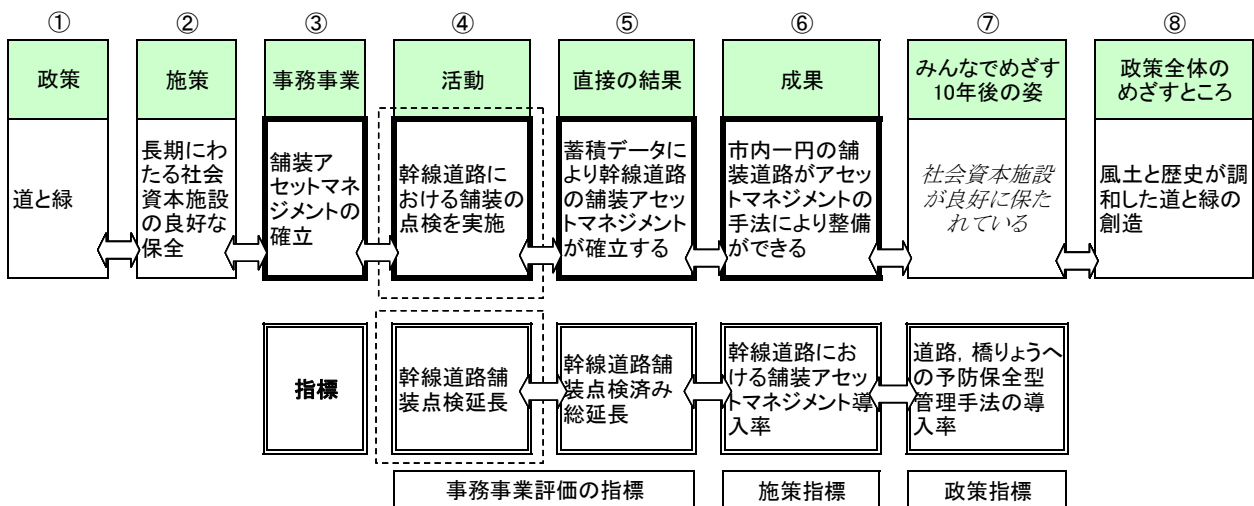 ①
②
③
④
⑤
⑥
⑦
⑧
政策
施策
事務事業
活動
直接の結果
成果
みんなでめざす
10年後の姿
政策全体の
めざすところ
道と緑
長期にわ
たる社会
資本施設
の良好な
保全
舗装ア
セットマネ
ジメントの
確立
幹線道路に
おける舗装の
点検を実施
蓄積データに
より幹線道路
の舗装アセッ
トマネジメント
が確立する
市内一円の舗
装道路がアセッ
トマネジメントの
手法により整備
ができる
社会資本施設
が良好に保た
れている
風土と歴史が調
和した道と緑の
創造
指標
幹線道路舗
装点検延長
幹線道路舗
装点検済み
総延長
幹線道路にお
ける舗装アセッ
トマネジメント導
入率
道路，橋りょうへ
の予防保全型
管理手法の導
入率
事務事業評価の指標
施策指標
政策指標